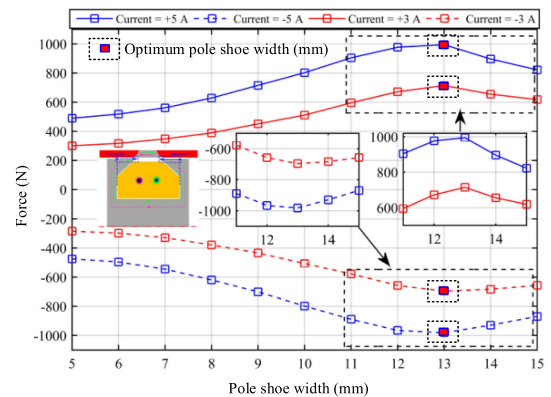 Current = +5 A Current = -5 A Current = +3 A Current = -3 A
Optimum pole shoe width (mm)
1000
800
600
400
200
0
-200
-400
-600
-800
-1000
Force (N)
-600
-800
-1000
12 13 14
1000
800
600
12 13 14
5 6 7 8 9 10 11 12 13 14 15
Pole shoe width (mm)